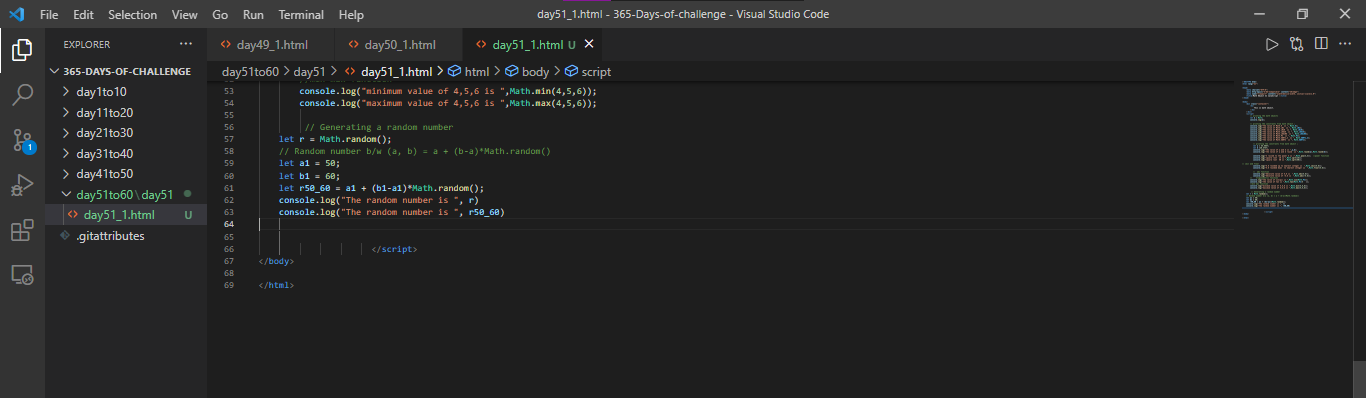 File Edit Selection View Go Run Terminal Help day51_1.html - 365-Days-of-challenge - Visual Studio Code
EXPLORER
365-DAYS-OF-CHALLENGE
day1to10
day11to20
day21to30
day31to40
day41to50
day51to60\day51
day51_1.html U
.gitattributes
1
day49_1.html day50_1.html day51_1.html U
day51to60 > day51 > day51_1.html > html > body > script
53 console.log("minimum value of 4,5,6 is ",Math.min(4,5,6));
54 console.log("maximum value of 4,5,6 is ",Math.max(4,5,6));
55
56 // Generating a random number
57 let r = Math.random();
58 // Random number b/w (a, b) = a + (b-a)*Math.random()
59 let a1 = 50;
60 let b1 = 60;
61 let r50_60 = a1 + (b1-a1)*Math.random();
62 console.log("The random number is ", r)
63 console.log("The random number is ", r50_60)
64
65
66 </script>
67 </body>
68
69 </html>